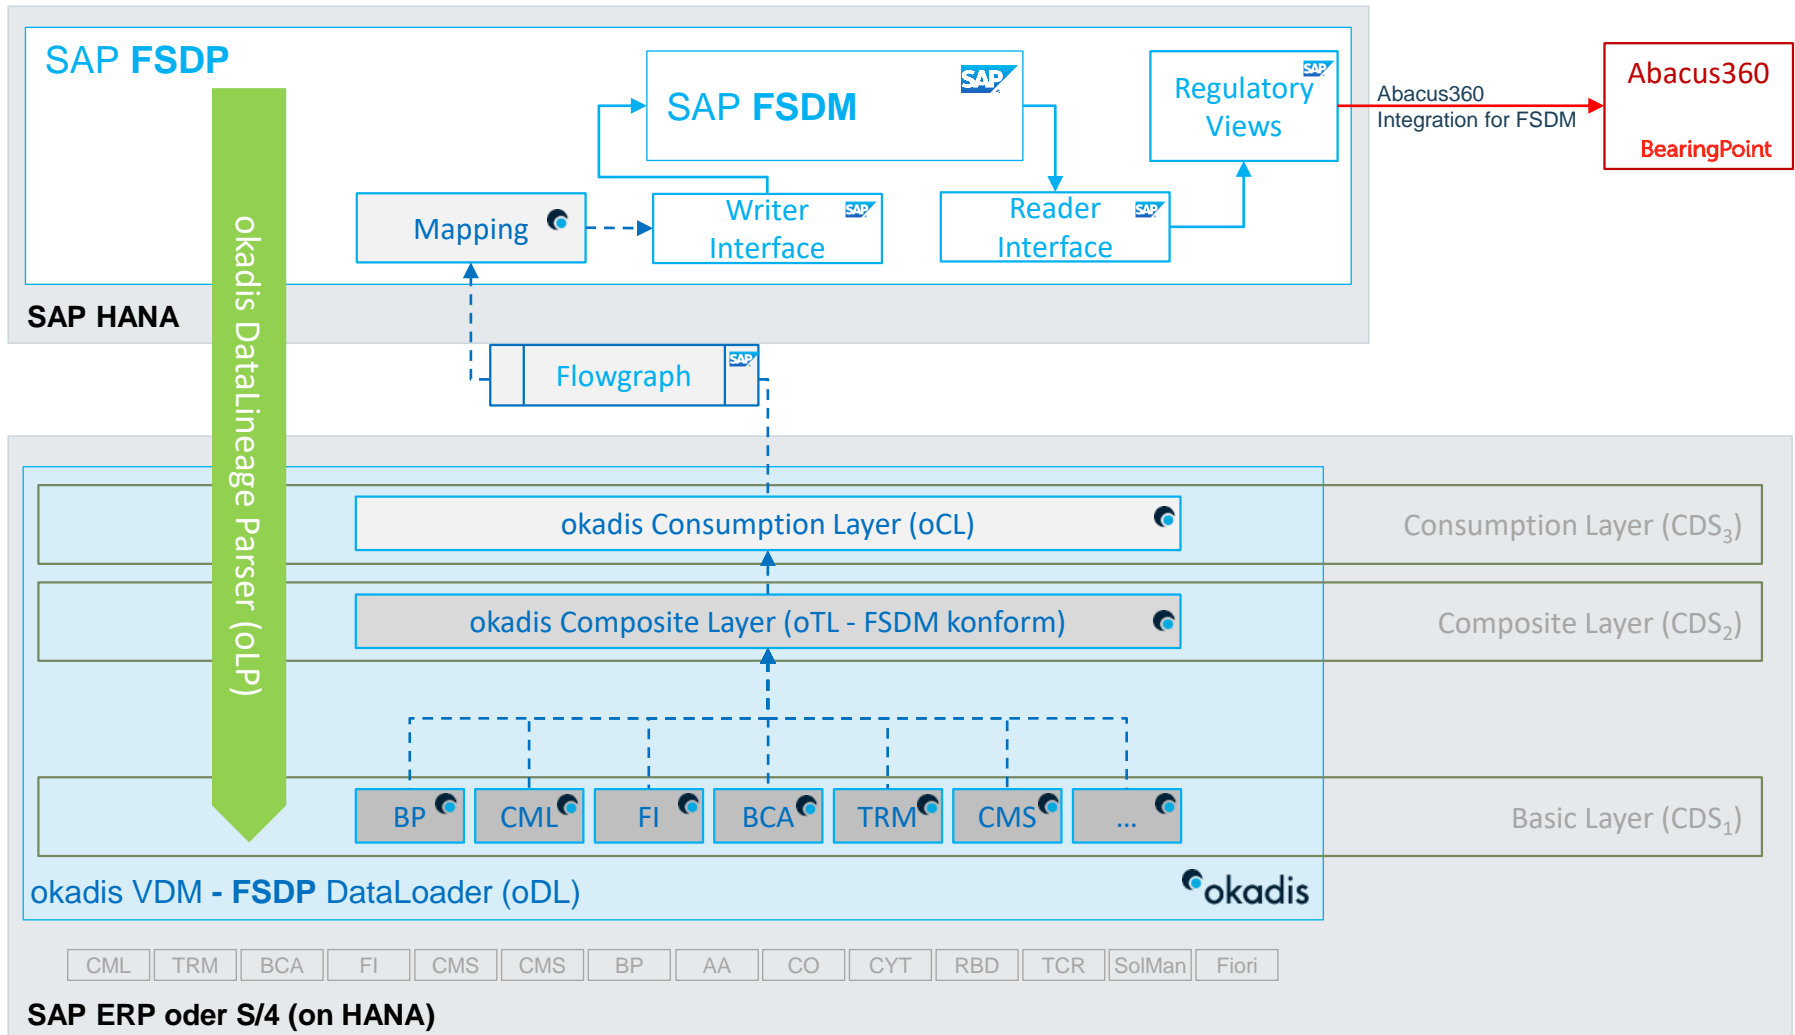 SAP FSDP
SAP FSDM
SAP
Regulatory
Views
SAP
Abacus360
Integration for FSDM
Abacus360
BearingPoint
Mapping
Writer
Interface
SAP
Reader
Interface
SAP
SAP HANA
okadis DataLineage Parser (oLP)
Flowgraph
SAP
okadis Consumption Layer (oCL)
Consumption Layer (CDS3)
okadis Composite Layer (oTL - FSDM konform)
Composite Layer (CDS2)
BP
CML
FI
BCA
TRM
CMS
...
Basic Layer (CDS1)
okadis VDM - FSDP DataLoader (oDL)
okadis
CML
TRM
BCA
FI
CMS
CMS
BP
AA
CO
CYT
RBD
TCR
SolMan
Fiori
SAP ERP oder S/4 (on HANA)